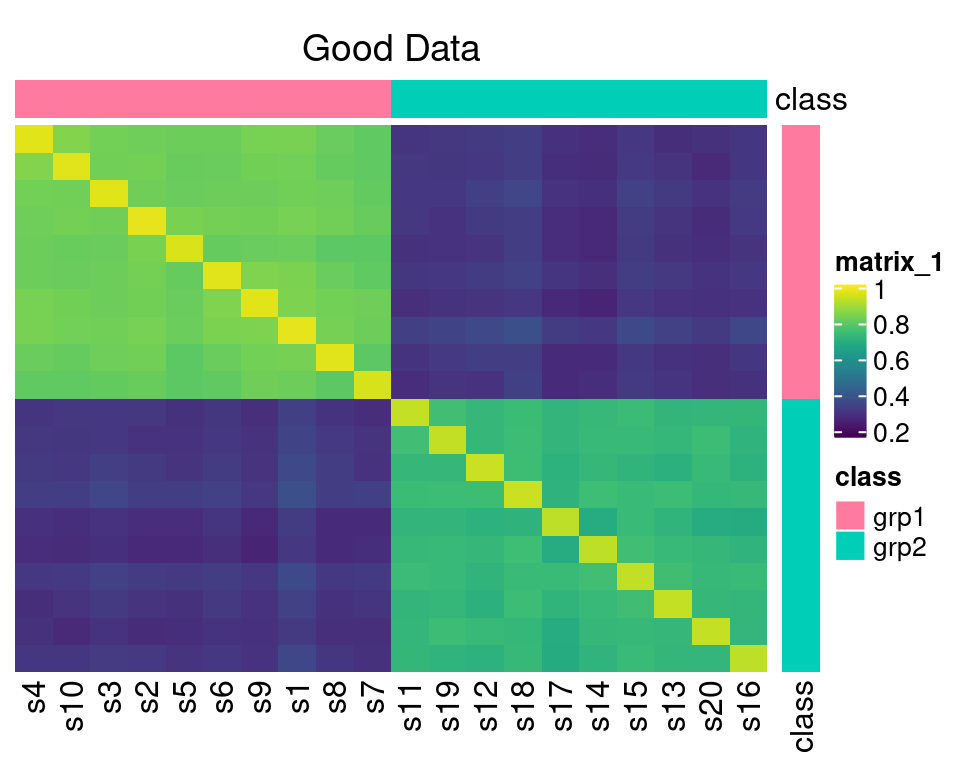 Good Data
class
matrix_1
1
0.8
0.6
0.4
0.2
class
grp1
grp2
s4
s10
s3
s2
s5
s6
s9
s1
s8
s7
s11
s19
s12
s18
s17
s14
s15
s13
s20
s16
class